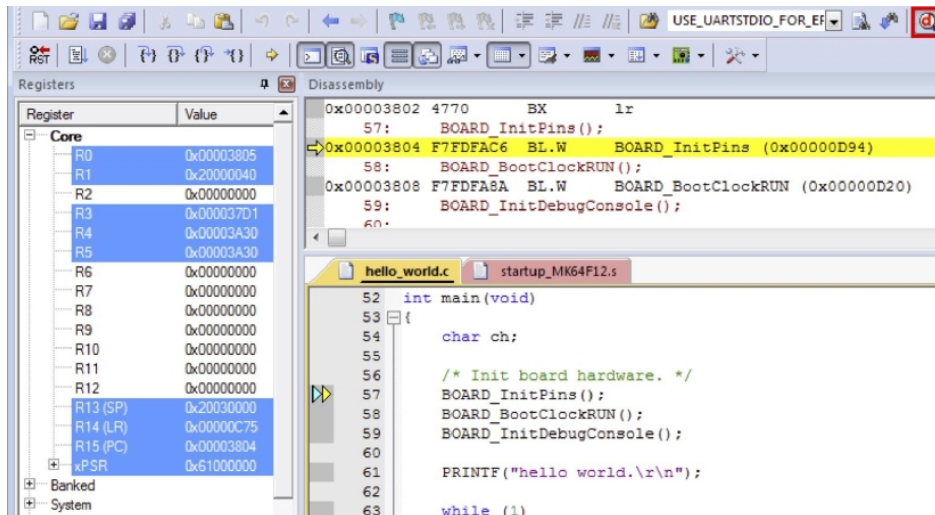 USE_UARTSTDIO_FOR_EF
RST
Registers
Register Value
Core
R0 0x00003805
R1 0x20000040
R2 0x00000000
R3 0x000037D1
R4 0x00003A30
R5 0x00003A30
R6 0x00000000
R7 0x00000000
R8 0x00000000
R9 0x00000000
R10 0x00000000
R11 0x00000000
R12 0x00000000
R13 (SP) 0x20030000
R14 (LR) 0x00000C75
R15 (PC) 0x00003804
xPSR 0x61000000
Banked
System
Disassembly
0x00003802 4770 BX lr
57: BOARD_InitPins();
0x00003804 F7FDFAC6 BL.W BOARD_InitPins (0x00000D94)
58: BOARD_BootClockRUN();
0x00003808 F7FDFA8A BL.W BOARD_BootClockRUN (0x00000D20)
59: BOARD_InitDebugConsole();
60:
hello_world.c startup_MK64F12.s
52 int main(void)
53 {
54 char ch;
55
56 /* Init board hardware. */
57 BOARD_InitPins();
58 BOARD_BootClockRUN();
59 BOARD_InitDebugConsole();
60
61 PRINTF("hello world.\r\n");
62
63 while (1)